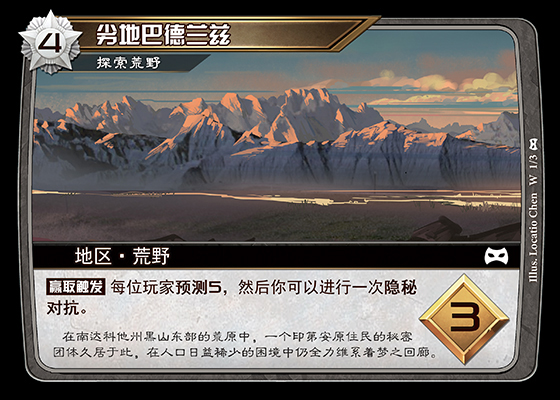 4
劣地巴德兰兹
探索荒野
Illus. Locatio Chen W 1/3
地区·荒野
赢取触发 每位玩家预测5，然后你可以进行一次隐秘
对抗。
3
在南达科他州黑山东部的荒原中，一个印第安原住民的秘密
团体久居于此，在人口日益稀少的困境中仍全力维系着梦之回廊。